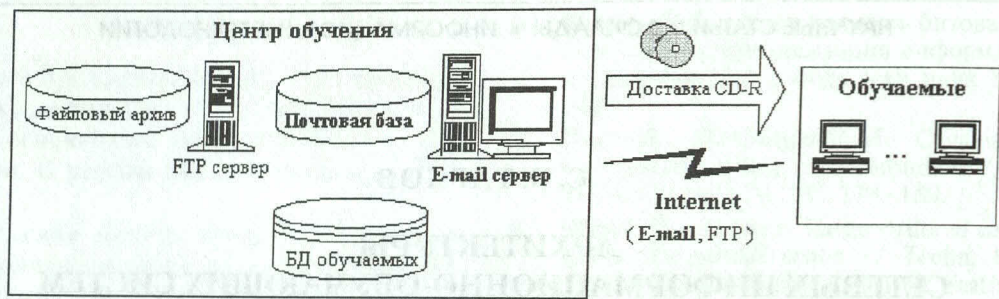 Центр обучения
Файловый архив
FTP сервер
Почтовая база
E-mail сервер
БД обучаемых
Доставка CD-R
Internet
( E-mail, FTP )
Обучаемые
...